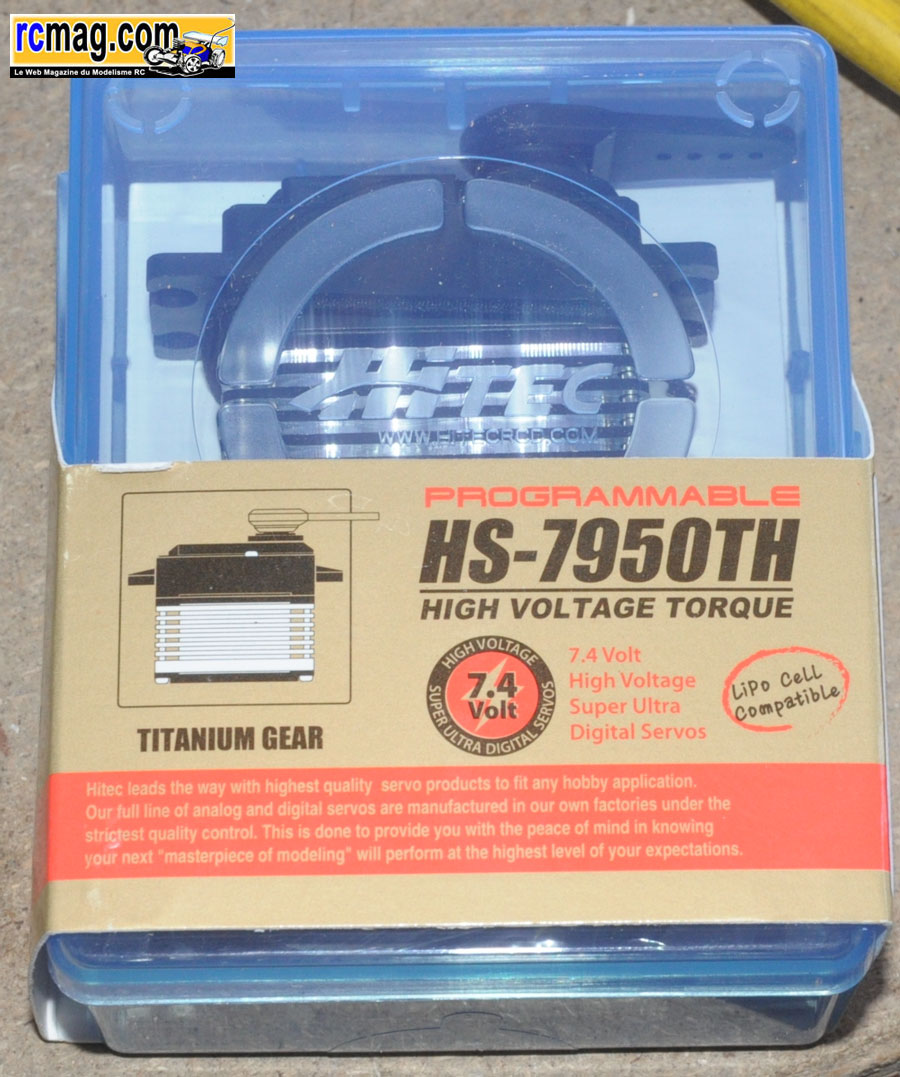 rcmag.com
Le Web Magazine du Modelisme RC
HiTEC
WWW.HITECRCD.COM
PROGRAMMABLE
HS-7950TH
HIGH VOLTAGE TORQUE
HIGH VOLTAGE
7.4
Volt
SUPER ULTRA DIGITAL SERVOS
7.4 Volt
High Voltage
Super Ultra
Digital Servos
LiPo Cell
Compatible
TITANIUM GEAR
Hitec leads the way with highest quality servo products to fit any hobby application.
Our full line of analog and digital servos are manufactured in our own factories under the
strictest quality control. This is done to provide you with the peace of mind in knowing
your next "masterpiece of modeling" will perform at the highest level of your expectations.